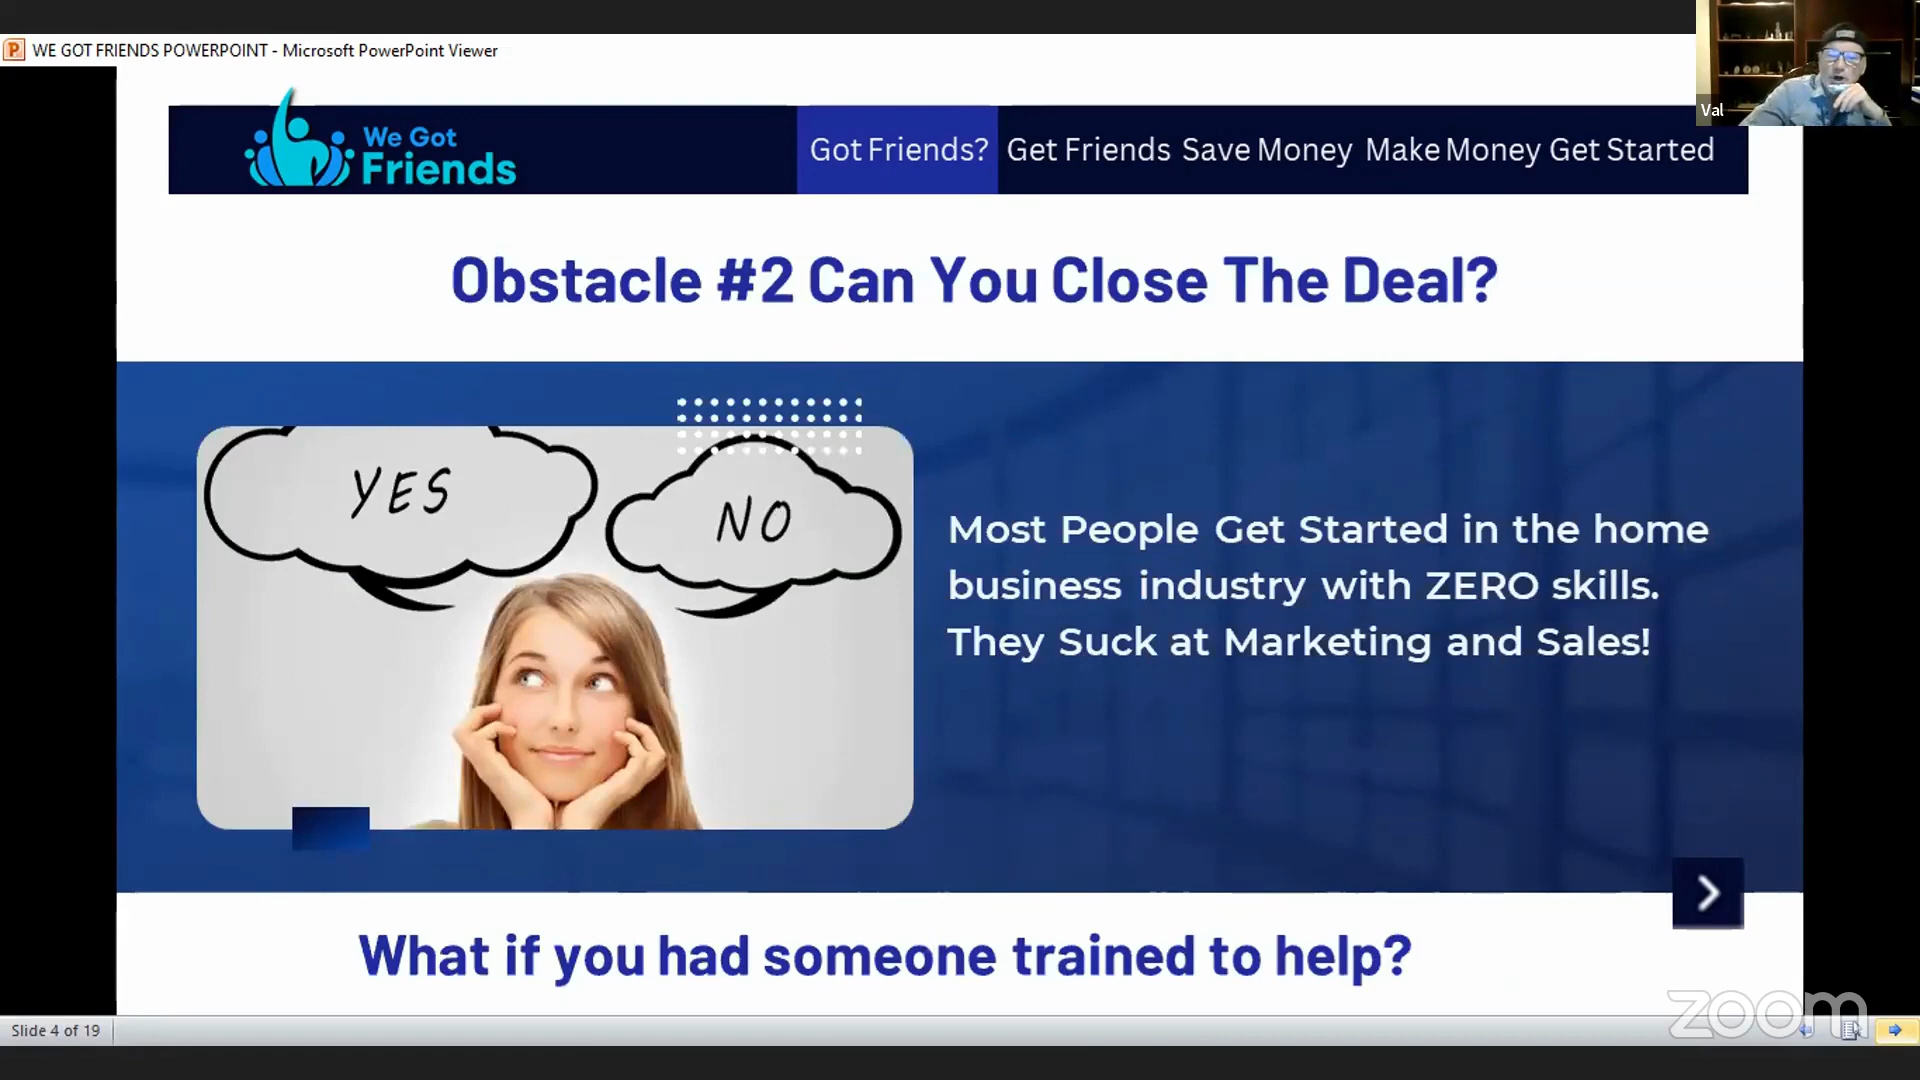 WE GOT FRIENDS POWERPOINT - Microsoft PowerPoint Viewer
Val
We Got
Friends
Got Friends? Get Friends Save Money Make Money Get Started
Obstacle #2 Can You Close The Deal?
YES
NO
Most People Get Started in the home
business industry with ZERO skills.
They Suck at Marketing and Sales!
What if you had someone trained to help?
zoom
Slide 4 of 19